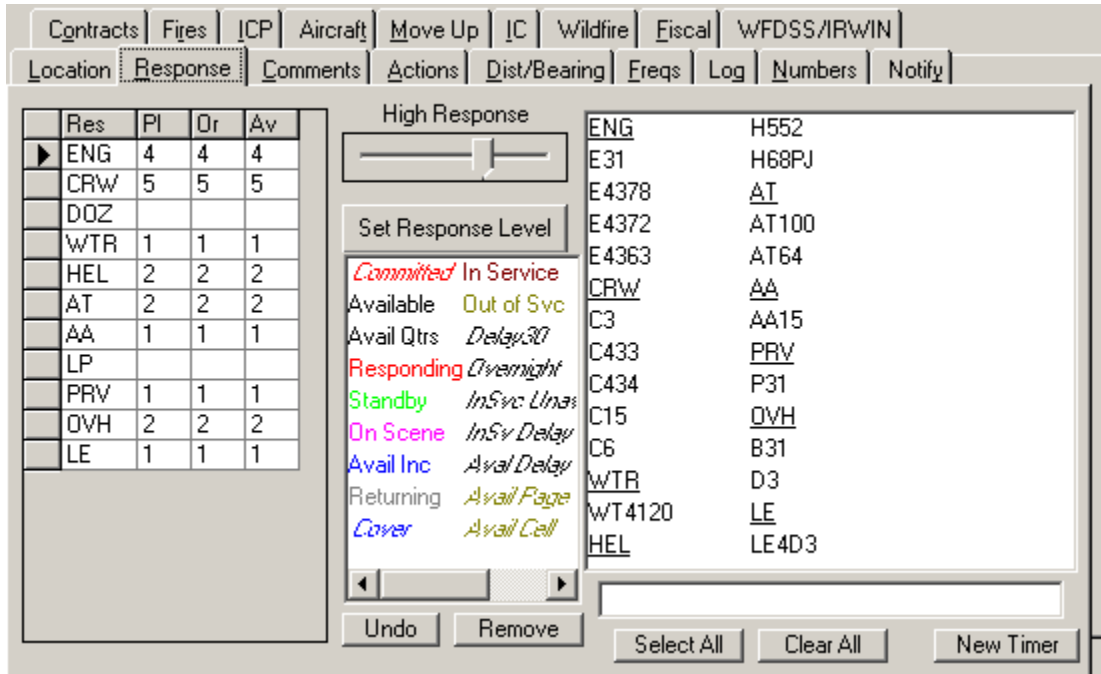 Contracts Fires ICP Aircraft Move Up IC Wildfire Fiscal WFDSS/IRWIN
Location Response Comments Actions Dist/Bearing Freqs Log Numbers Notify
Res Pl Or Av
ENG 4 4 4
CRW 5 5 5
DOZ
WTR 1 1 1
HEL 2 2 2
AT 2 2 2
AA 1 1 1
LP
PRV 1 1 1
OVH 2 2 2
LE 1 1 1
High Response
Set Response Level
Committed In Service
Available Out of Svc
Avail Qtrs Delay30
Responding Overnight
Standby InSvc Unav
On Scene InSv Delay
Avail Inc Aval Delay
Returning Avail Page
Cover Avail Cell
Undo Remove
ENG H552
E31 H68PJ
E4378 AT
E4372 AT100
E4363 AT64
CRW AA
C3 AA15
C433 PRV
C434 P31
C15 OVH
C6 B31
WTR D3
WT4120 LE
HEL LE4D3
Select All Clear All New Timer